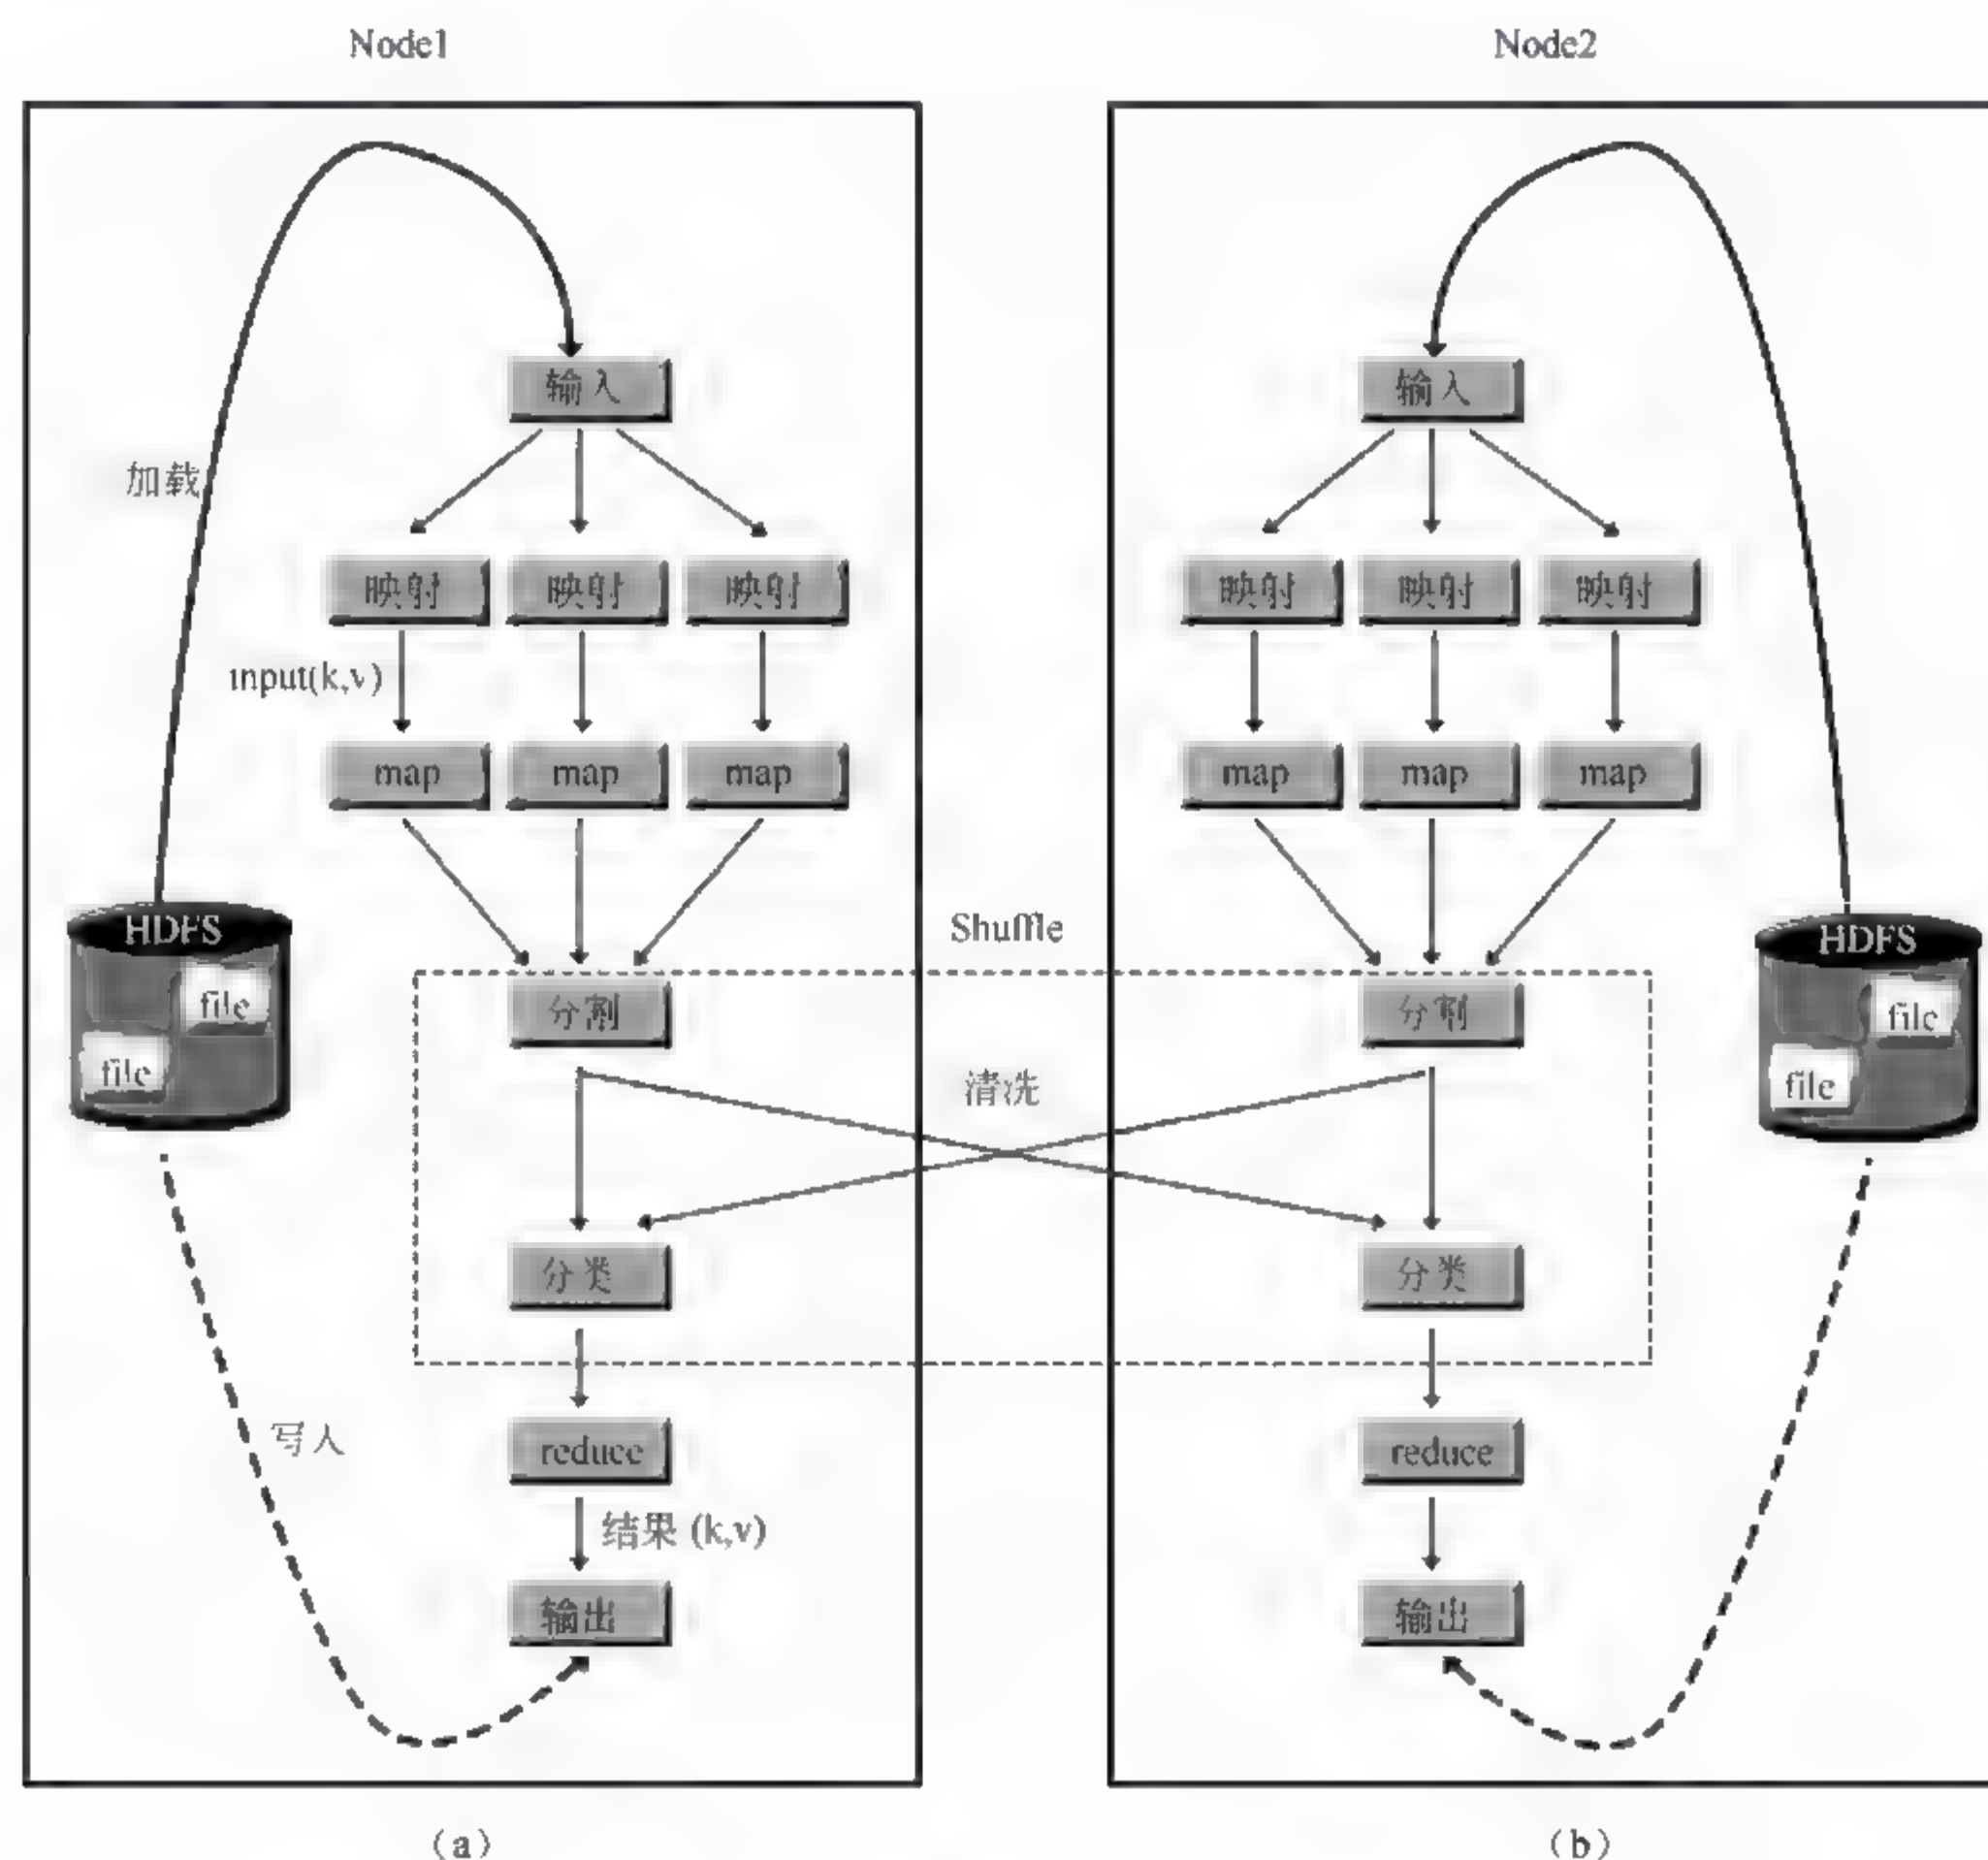 Node1
Node2
输入
输入
加载
映射 映射 映射
映射 映射 映射
input(k,v)
map map map
map map map
HDFS
file
file
Shuffle
HDFS
file
file
分割
分割
清洗
分类
分类
写人
reduce
reduce
结果 (k,v)
输出
输出
(a)
(b)